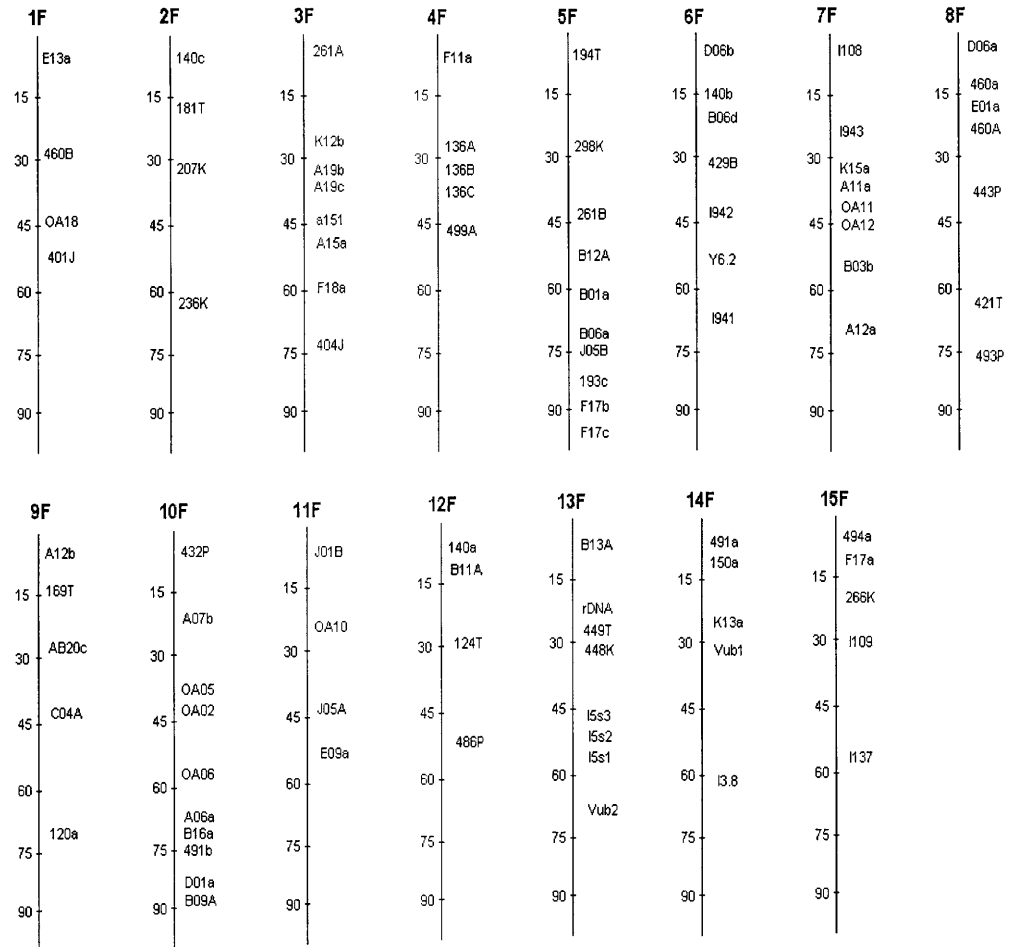 1F
E13a
15
460B
30
OA18
45
401J
60
75
90
2F
140c
15
181T
30
207K
45
60
236K
75
90
3F
261A
15
K12b
30
A19b
A19c
a151
45
A15a
F18a
60
404J
75
90
4F
F11a
15
136A
30
136B
136C
45
499A
60
75
90
5F
194T
15
298K
30
261B
45
B12A
60
B01a
B06a
75
J05B
193c
F17b
90
F17c
6F
D06b
15
140b
B06d
30
429B
I942
45
Y6.2
60
I941
75
90
7F
I108
15
I943
30
K15a
A11a
OA11
45
OA12
B03b
60
A12a
75
90
8F
D06a
460a
15
E01a
460A
30
443P
45
60
421T
75
493P
90
9F
A12b
169T
15
AB20c
30
C04A
45
60
120a
75
90
10F
432P
15
A07b
30
OA05
OA02
45
OA06
60
A06a
B16a
75
491b
D01a
B09A
90
11F
J01B
15
OA10
30
J05A
45
E09a
60
75
90
12F
140a
B11A
15
124T
30
45
486P
60
75
90
13F
B13A
15
rDNA
449T
30
448K
45
I5s3
I5s2
I5s1
60
Vub2
75
90
14F
491a
150a
15
K13a
30
Vub1
45
60
I3.8
75
90
15F
494a
F17a
15
266K
30
I109
45
I137
60
75
90